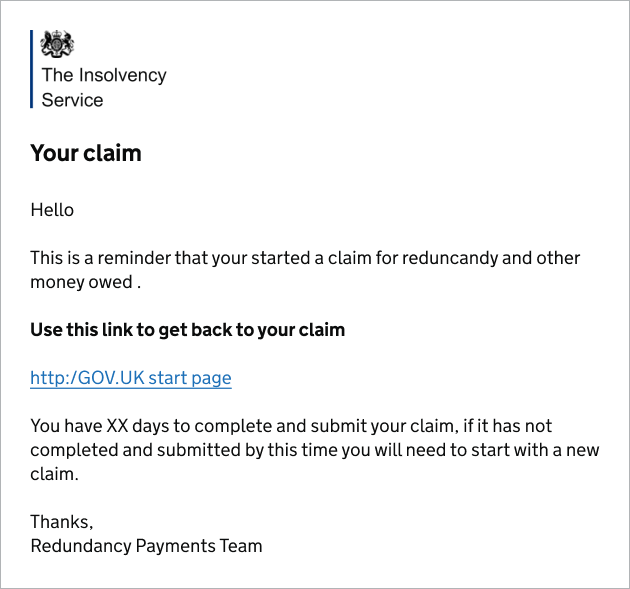 The Insolvency
Service
Your claim
Hello
This is a reminder that your started a claim for reduncandy and other
money owed .
Use this link to get back to your claim
http:/GOV.UK start page
You have XX days to complete and submit your claim, if it has not
completed and submitted by this time you will need to start with a new
claim.
Thanks,
Redundancy Payments Team